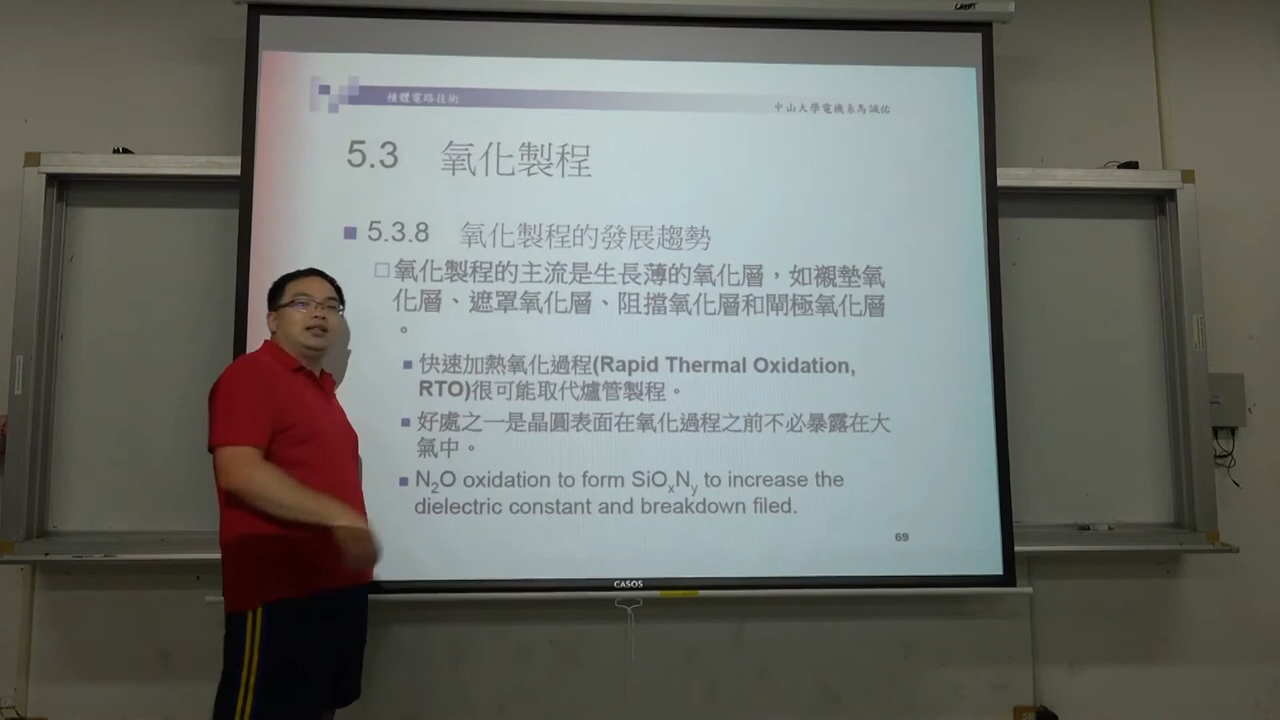 積體電路技術
中山大學電機系馬誠佑
5.3 氧化製程
5.3.8 氧化製程的發展趨勢
氧化製程的主流是生長薄的氧化層，如襯墊氧
化層、遮罩氧化層、阻擋氧化層和閘極氧化層
。
快速加熱氧化過程(Rapid Thermal Oxidation,
RTO)很可能取代爐管製程。
好處之一是晶圓表面在氧化過程之前不必暴露在大
氣中。
N₂O oxidation to form SiOₓNᵧ to increase the
dielectric constant and breakdown filed.
69
CASOS